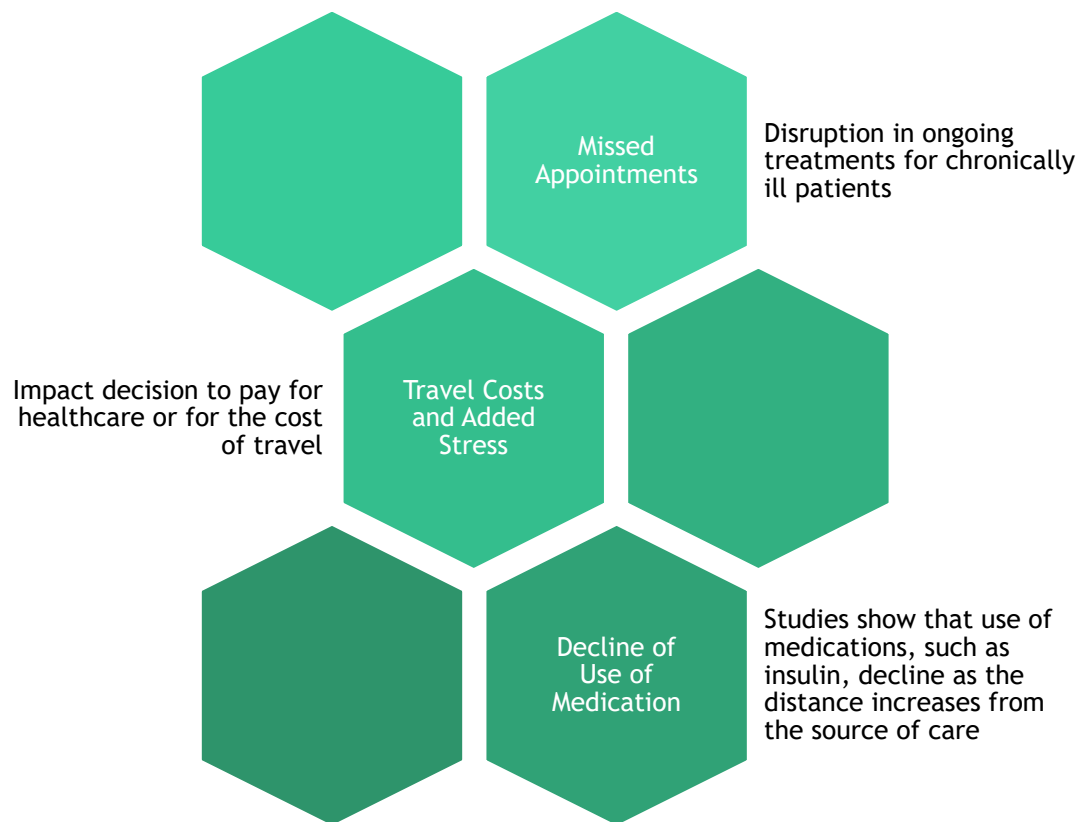 Missed
Appointments
Disruption in ongoing
treatments for chronically
ill patients
Impact decision to pay for
healthcare or for the cost
of travel
Travel Costs
and Added
Stress
Decline of
Use of
Medication
Studies show that use of
medications, such as
insulin, decline as the
distance increases from
the source of care